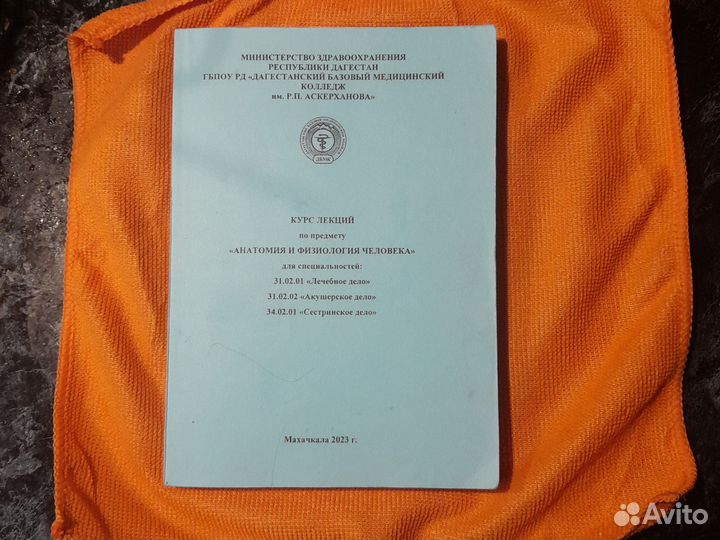 МИНИСТЕРСТВО ЗДРАВООХРАНЕНИЯ
РЕСПУБЛИКИ ДАГЕСТАН
ГБПОУ РД «ДАГЕСТАНСКИЙ БАЗОВЫЙ МЕДИЦИНСКИЙ
КОЛЛЕДЖ
им. Р.П. АСКЕРХАНОВА»
ДБМК
КУРС ЛЕКЦИЙ
по предмету
«АНАТОМИЯ И ФИЗИОЛОГИЯ ЧЕЛОВЕКА»
для специальностей:
31.02.01 «Лечебное дело»
31.02.02 «Акушерское дело»
34.02.01 «Сестринское дело»
Махачкала 2023 г.
Avito